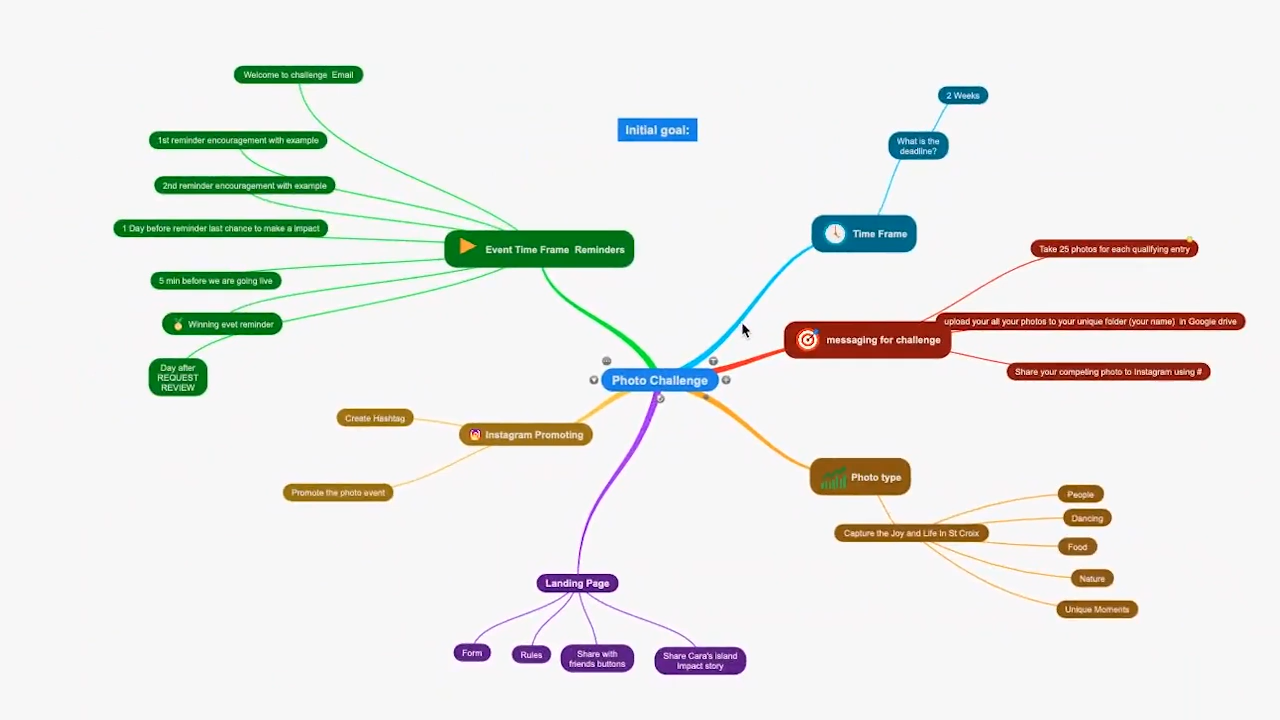 Welcome to challenge Email
1st reminder encouragement with example
2nd reminder encouragement with example
1 Day before reminder last chance to make a impact
5 min before we are going live
Winning evet reminder
Day after
REQUEST
REVIEW
Event Time Frame Reminders
Initial goal:
2 Weeks
What is the
deadline?
Time Frame
Take 25 photos for each qualifying entry
upload your all your photos to your unique folder (your name) in Google drive
messaging for challenge
Share your competing photo to Instagram using #
Photo Challenge
Create Hashtag
Instagram Promoting
Promote the photo event
Photo type
Capture the Joy and Life In St Croix
People
Dancing
Food
Nature
Unique Moments
Landing Page
Form
Rules
Share with
friends buttons
Share Cara's island
impact story